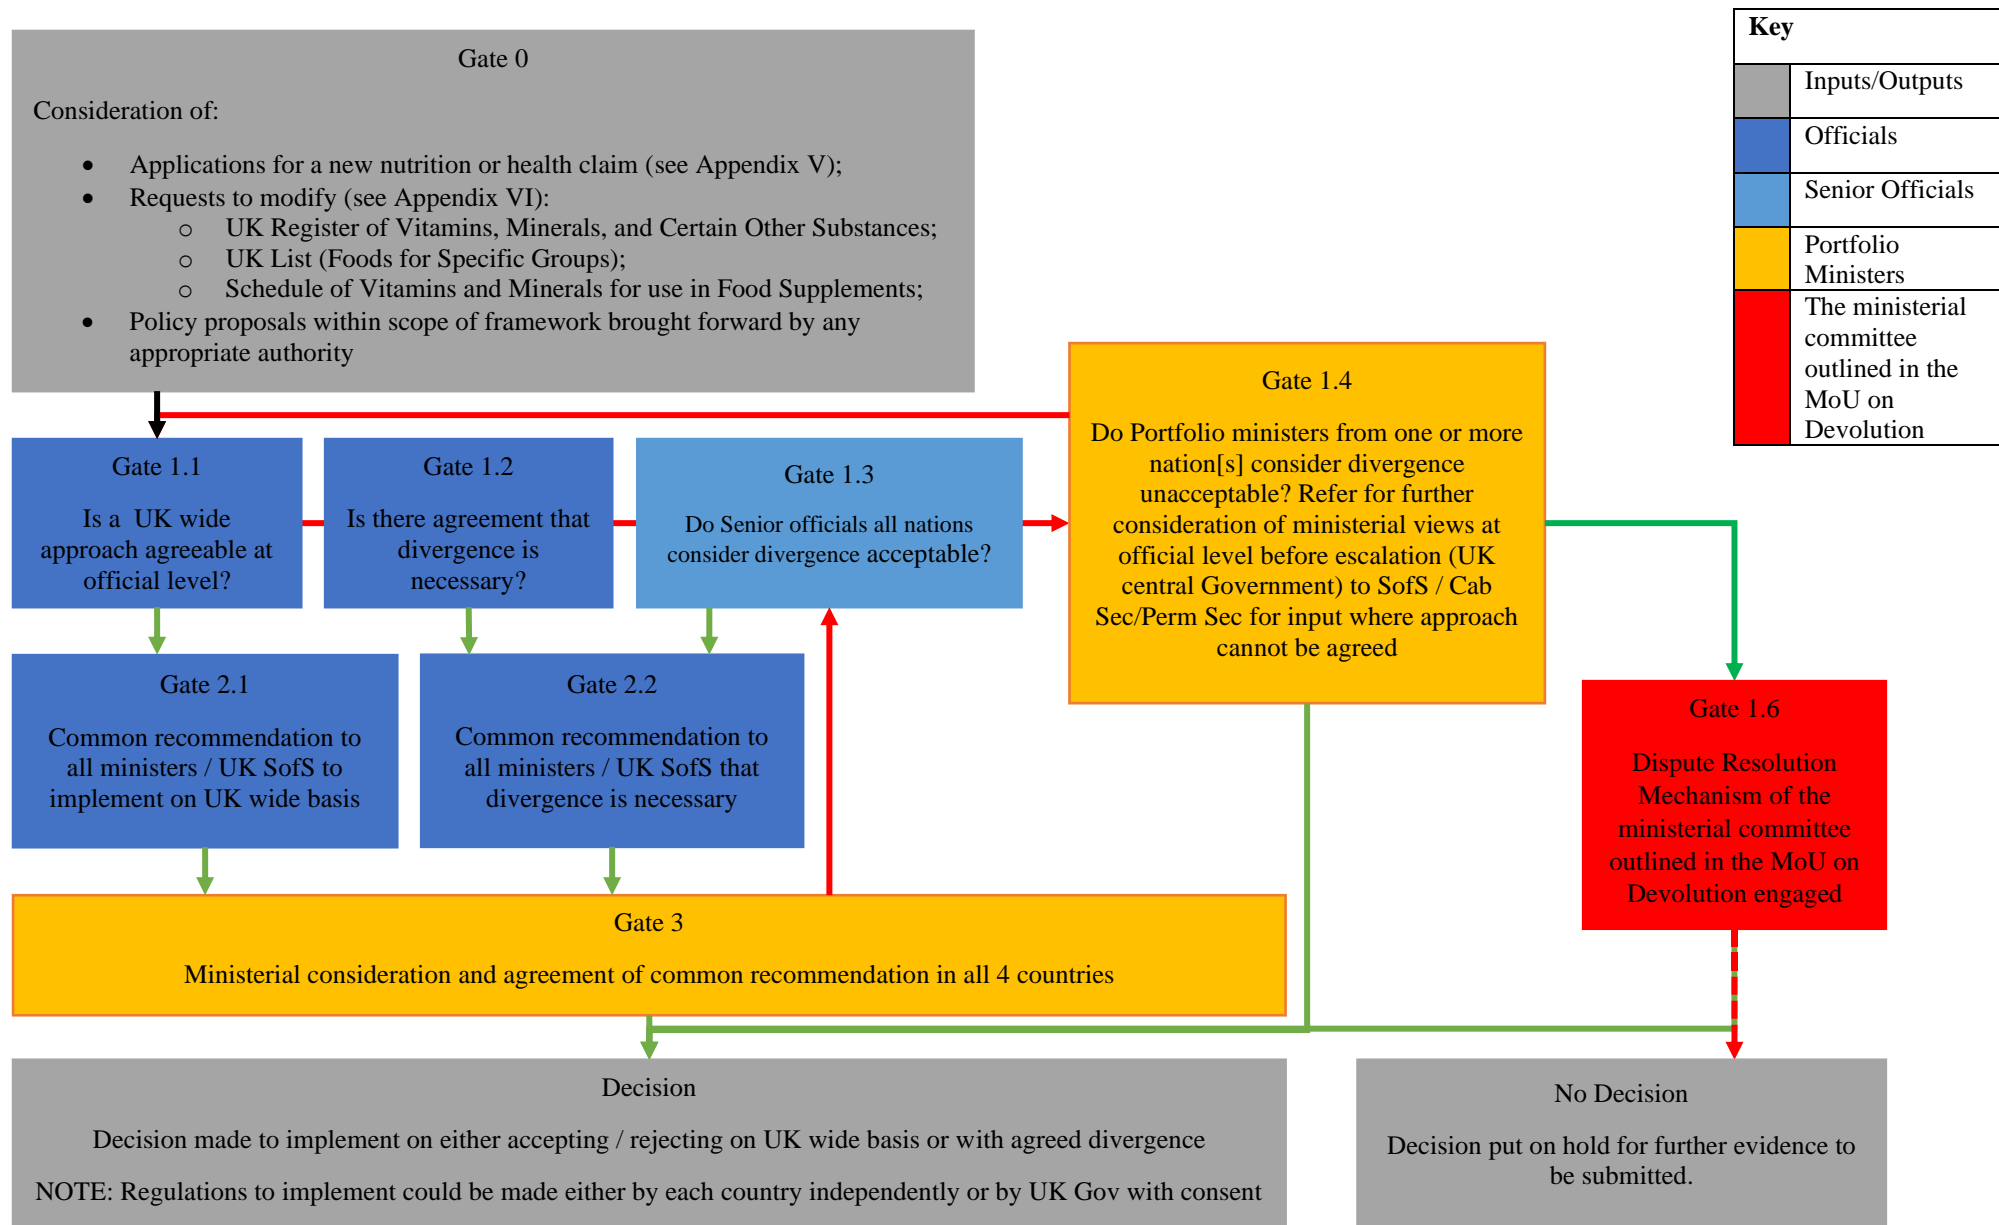 Gate 0
Consideration of:
• Applications for a new nutrition or health claim (see Appendix V);
• Requests to modify (see Appendix VI):
o UK Register of Vitamins, Minerals, and Certain Other Substances;
o UK List (Foods for Specific Groups);
o Schedule of Vitamins and Minerals for use in Food Supplements;
• Policy proposals within scope of framework brought forward by any
appropriate authority
Key
Inputs/Outputs
Officials
Senior Officials
Portfolio
Ministers
The ministerial
committee
outlined in the
MoU on
Devolution
Gate 1.1
Is a UK wide
approach agreeable at
official level?
Gate 1.2
Is there agreement that
divergence is
necessary?
Gate 1.3
Do Senior officials all nations
consider divergence acceptable?
Gate 1.4
Do Portfolio ministers from one or more
nation[s] consider divergence
unacceptable? Refer for further
consideration of ministerial views at
official level before escalation (UK
central Government) to SofS / Cab
Sec/Perm Sec for input where approach
cannot be agreed
Gate 2.1
Common recommendation to
all ministers / UK SofS to
implement on UK wide basis
Gate 2.2
Common recommendation to
all ministers / UK SofS that
divergence is necessary
Gate 1.6
Dispute Resolution
Mechanism of the
ministerial committee
outlined in the MoU on
Devolution engaged
Gate 3
Ministerial consideration and agreement of common recommendation in all 4 countries
Decision
Decision made to implement on either accepting / rejecting on UK wide basis or with agreed divergence
NOTE: Regulations to implement could be made either by each country independently or by UK Gov with consent
No Decision
Decision put on hold for further evidence to
be submitted.